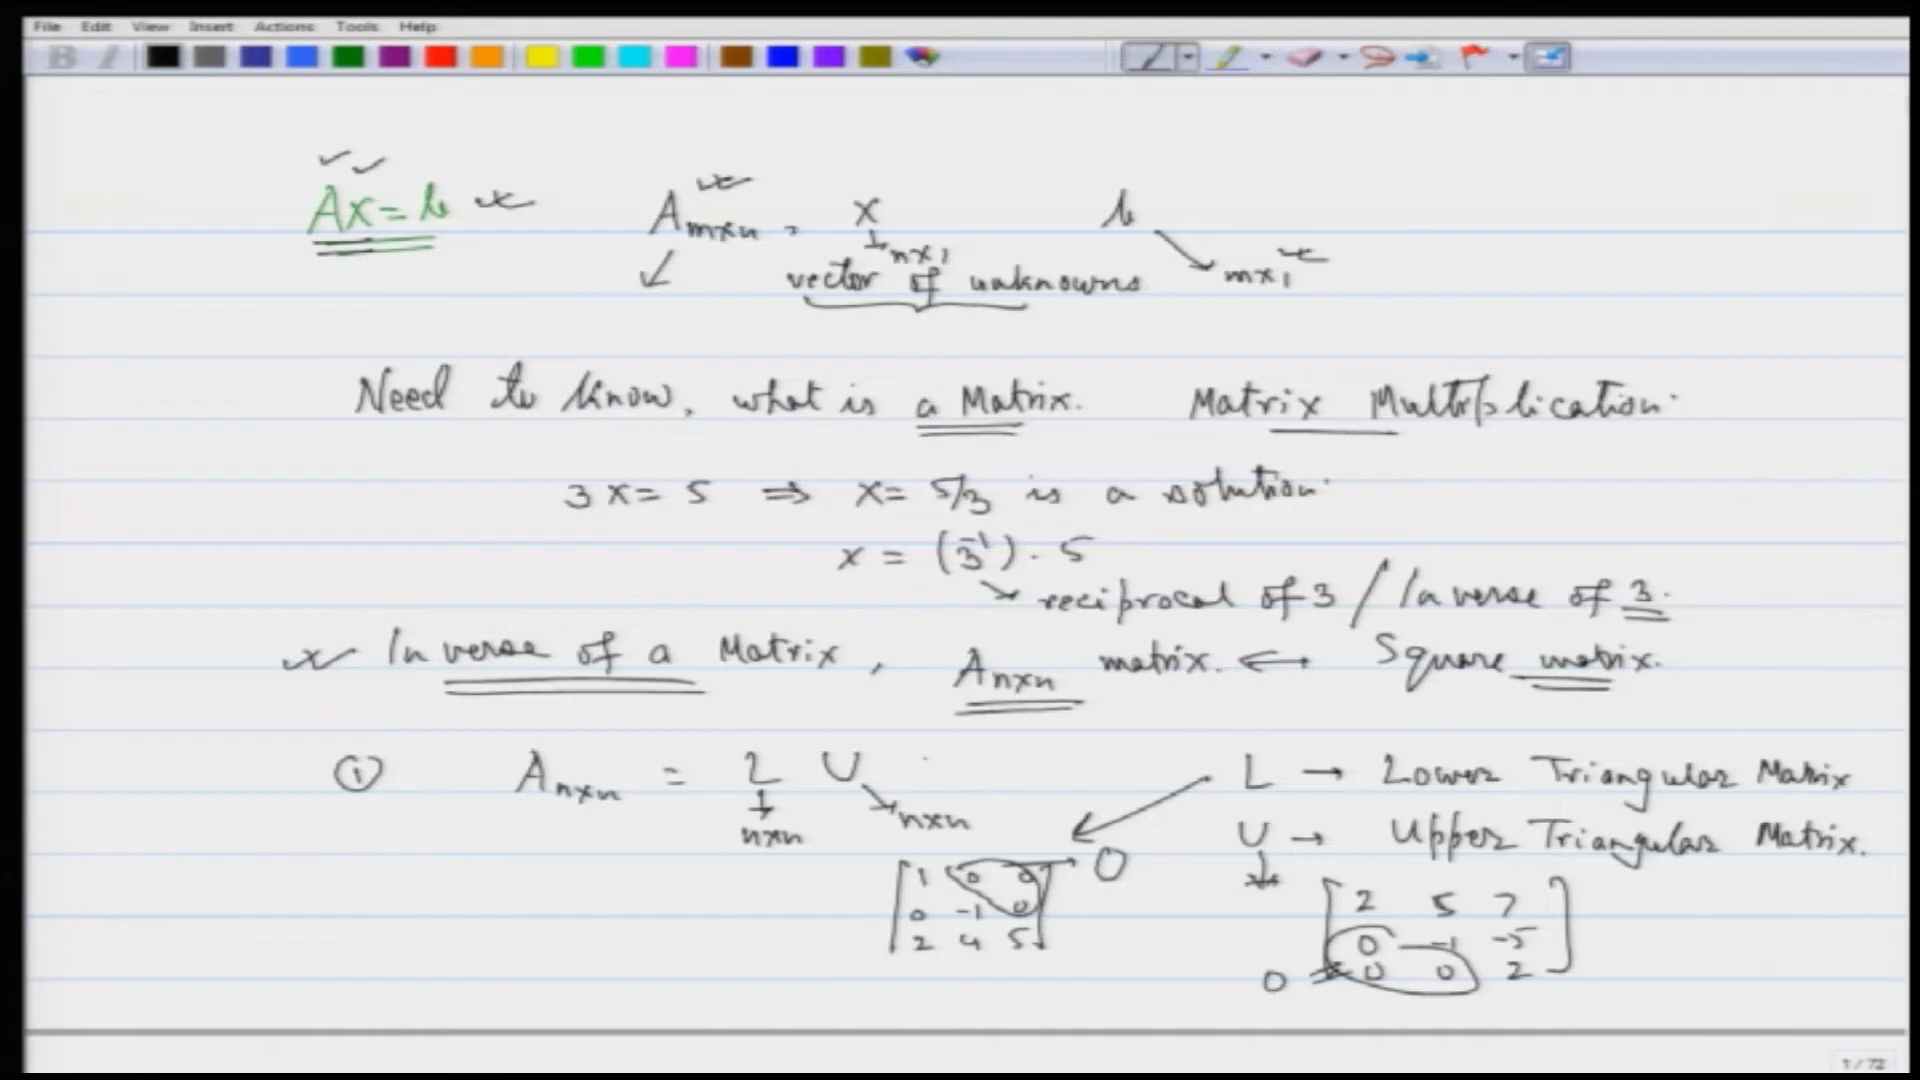 File Edit View Insert Actions Tools Help
B I
Ax = b
A m×n , x b
n×1 m×1
vector of unknowns
Need to know, what is a Matrix. Matrix Multiplication.
3x = 5 ⇒ x = 5/3 is a solution.
x = (3⁻¹) . 5
reciprocal of 3 / Inverse of 3.
Inverse of a Matrix, A n×n matrix. ↔ Square matrix.
① A n×n = L U L → Lower Triangular Matrix
n×n n×n U → Upper Triangular Matrix.
1 0 0 0
0 -1 0 2 5 7
2 4 5 0 -1 -5
0 0 0 2
1 / 72